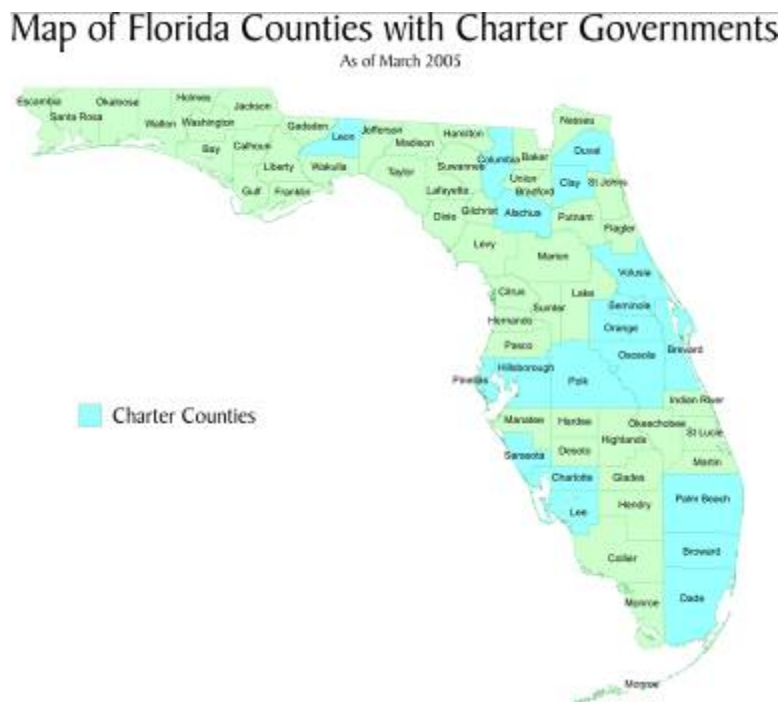 Map of Florida Counties with Charter Governments
As of March 2005
Escambia
Santa Rosa
Okaloosa
Walton
Holmes
Washington
Bay
Jackson
Calhoun
Gulf
Liberty
Gadsden
Franklin
Leon
Wakulla
Jefferson
Madison
Taylor
Hamilton
Suwannee
Lafayette
Dixie
Columbia
Gilchrist
Baker
Union
Bradford
Alachua
Levy
Nassau
Duval
Clay
St Johns
Putnam
Flagler
Marion
Volusia
Citrus
Sumter
Lake
Hernando
Pasco
Seminole
Orange
Osceola
Brevard
Pinellas
Hillsborough
Polk
Indian River
Manatee
Hardee
Okeechobee
Highlands
St Lucie
Sarasota
Desoto
Martin
Charlotte
Glades
Lee
Hendry
Palm Beach
Collier
Broward
Monroe
Dade
Monroe
Charter Counties